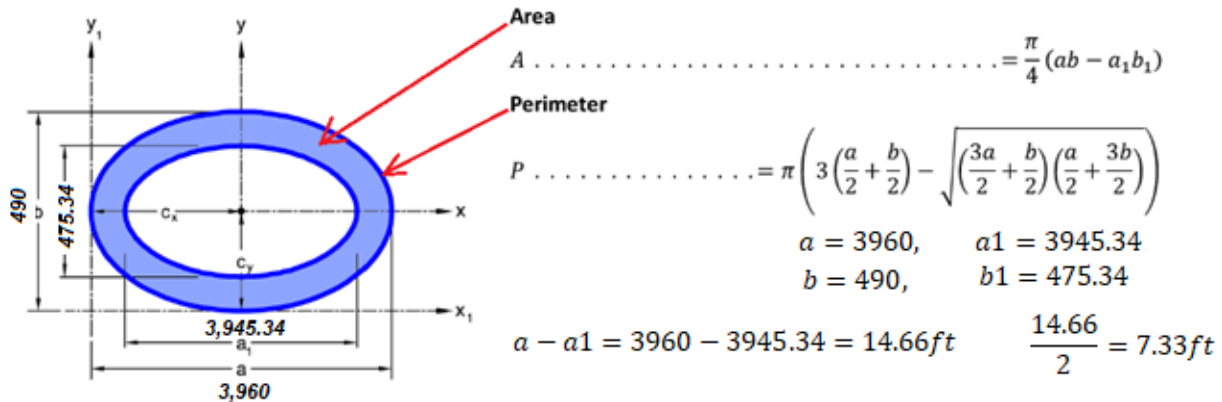 y₁
y
Area
A . . . . . . . . . . . . . . . . . . . . . . . . . . . . . . . . . = π/4 (ab − a₁b₁)
Perimeter
P . . . . . . . . . . . . . . . . = π(3(a/2 + b/2) − √((3a/2 + b/2)(a/2 + 3b/2)))
490
b
475.34
cₓ
x
c_y
x₁
a = 3960, a1 = 3945.34
b = 490, b1 = 475.34
3,945.34
a₁
a
3,960
a − a1 = 3960 − 3945.34 = 14.66ft 14.66/2 = 7.33ft